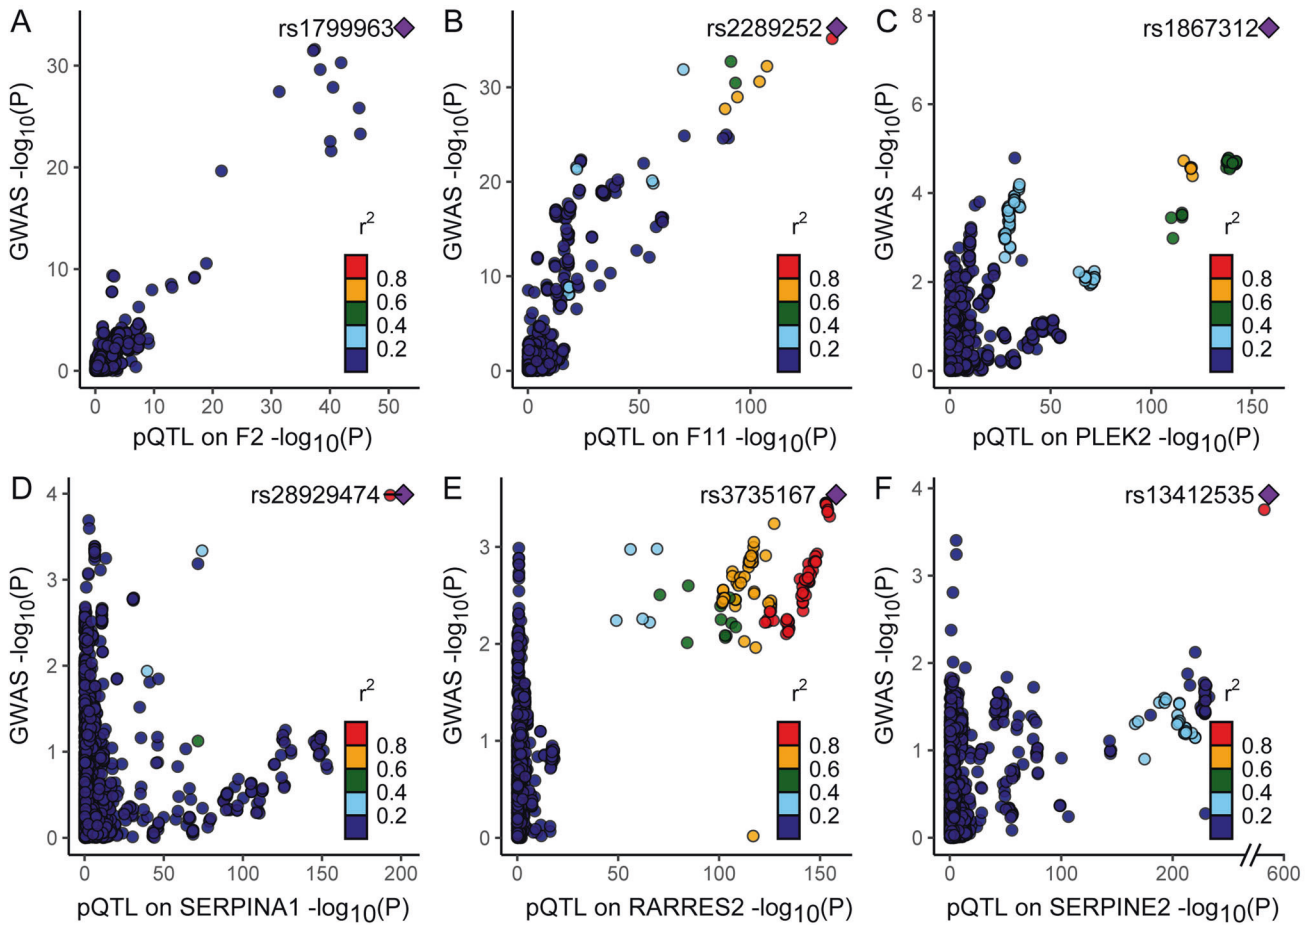 A
rs1799963
GWAS -log10(P)
30
20
10
0
r2
0.8
0.6
0.4
0.2
0 10 20 30 40 50
pQTL on F2 -log10(P)
B
rs2289252
GWAS -log10(P)
30
20
10
0
r2
0.8
0.6
0.4
0.2
0 50 100
pQTL on F11 -log10(P)
C
rs1867312
GWAS -log10(P)
8
6
4
2
0
r2
0.8
0.6
0.4
0.2
0 50 100 150
pQTL on PLEK2 -log10(P)
D
rs28929474
GWAS -log10(P)
4
3
2
1
0
r2
0.8
0.6
0.4
0.2
0 50 100 150 200
pQTL on SERPINA1 -log10(P)
E
rs3735167
GWAS -log10(P)
3
2
1
0
r2
0.8
0.6
0.4
0.2
0 50 100 150
pQTL on RARRES2 -log10(P)
F
rs13412535
GWAS -log10(P)
4
3
2
1
0
r2
0.8
0.6
0.4
0.2
0 100 200 600
pQTL on SERPINE2 -log10(P)